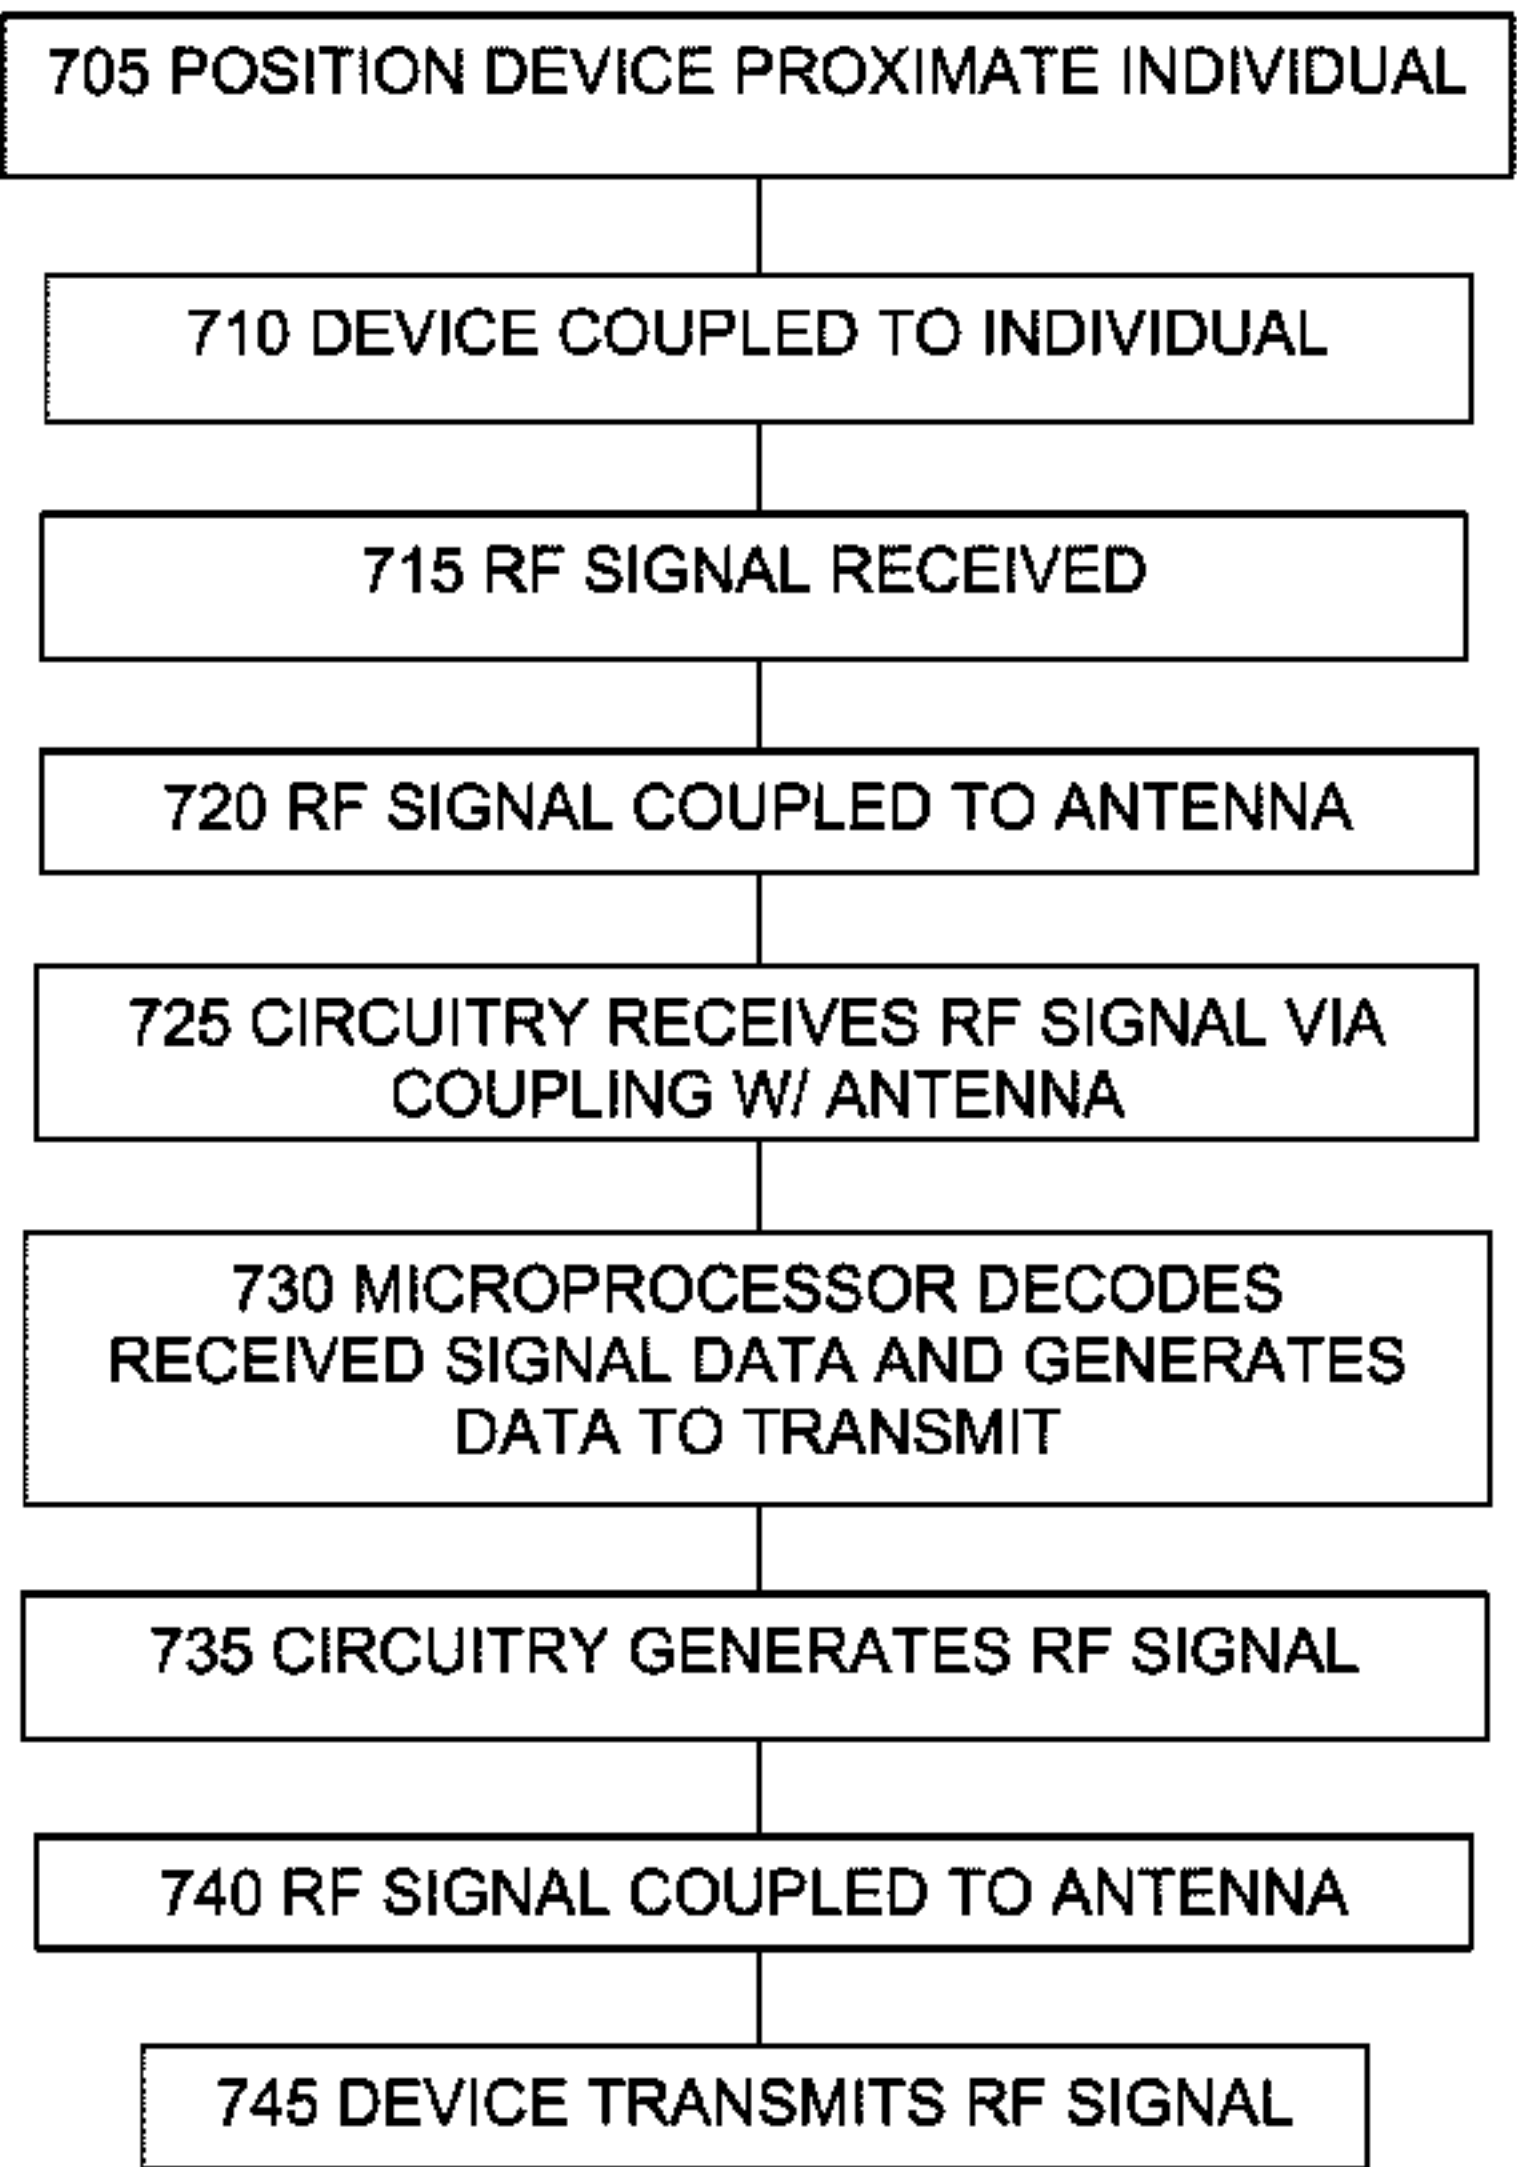 705 POSITION DEVICE PROXIMATE INDIVIDUAL
710 DEVICE COUPLED TO INDIVIDUAL
715 RF SIGNAL RECEIVED
720 RF SIGNAL COUPLED TO ANTENNA
725 CIRCUITRY RECEIVES RF SIGNAL VIA
COUPLING W/ ANTENNA
730 MICROPROCESSOR DECODES
RECEIVED SIGNAL DATA AND GENERATES
DATA TO TRANSMIT
735 CIRCUITRY GENERATES RF SIGNAL
740 RF SIGNAL COUPLED TO ANTENNA
745 DEVICE TRANSMITS RF SIGNAL